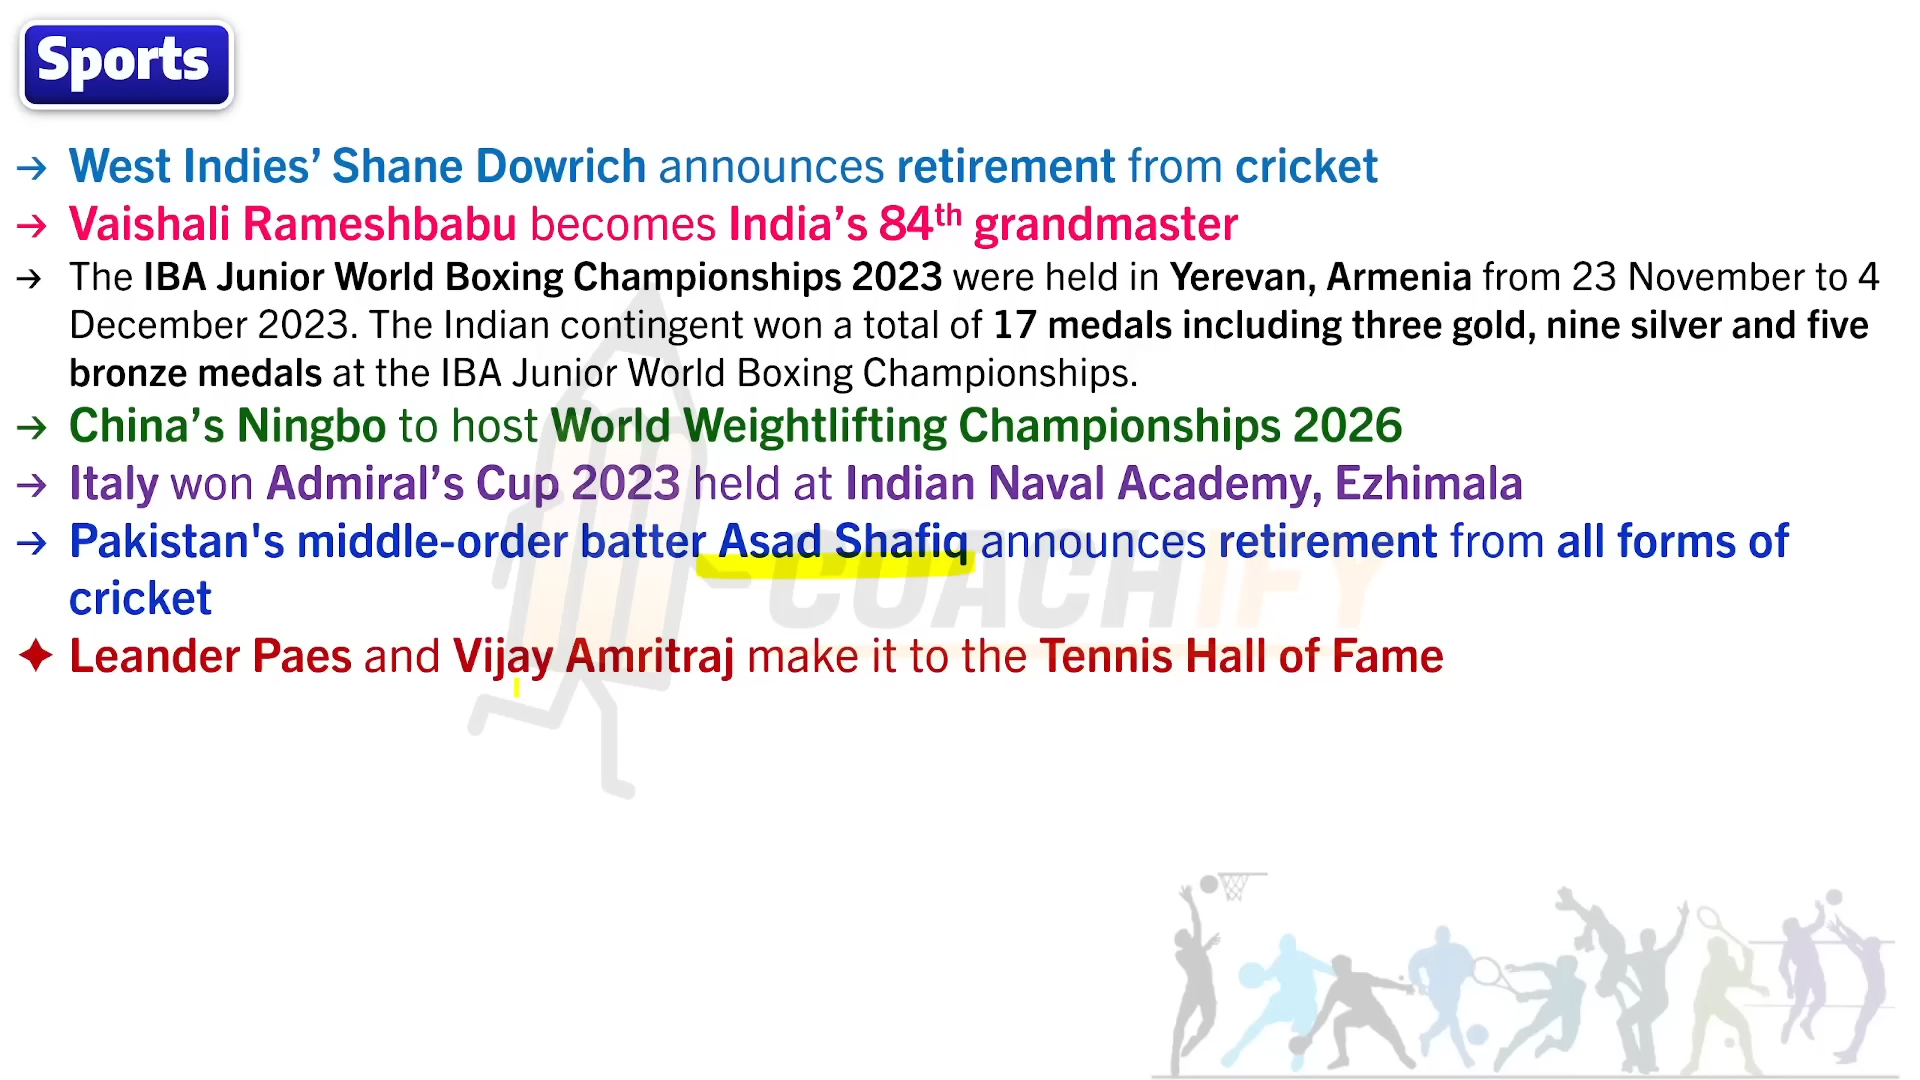 Sports
→ West Indies’ Shane Dowrich announces retirement from cricket
→ Vaishali Rameshbabu becomes India’s 84th grandmaster
→ The IBA Junior World Boxing Championships 2023 were held in Yerevan, Armenia from 23 November to 4
December 2023. The Indian contingent won a total of 17 medals including three gold, nine silver and five
bronze medals at the IBA Junior World Boxing Championships.
→ China’s Ningbo to host World Weightlifting Championships 2026
→ Italy won Admiral’s Cup 2023 held at Indian Naval Academy, Ezhimala
→ Pakistan's middle-order batter Asad Shafiq announces retirement from all forms of
cricket
COACHIFY
✦ Leander Paes and Vijay Amritraj make it to the Tennis Hall of Fame